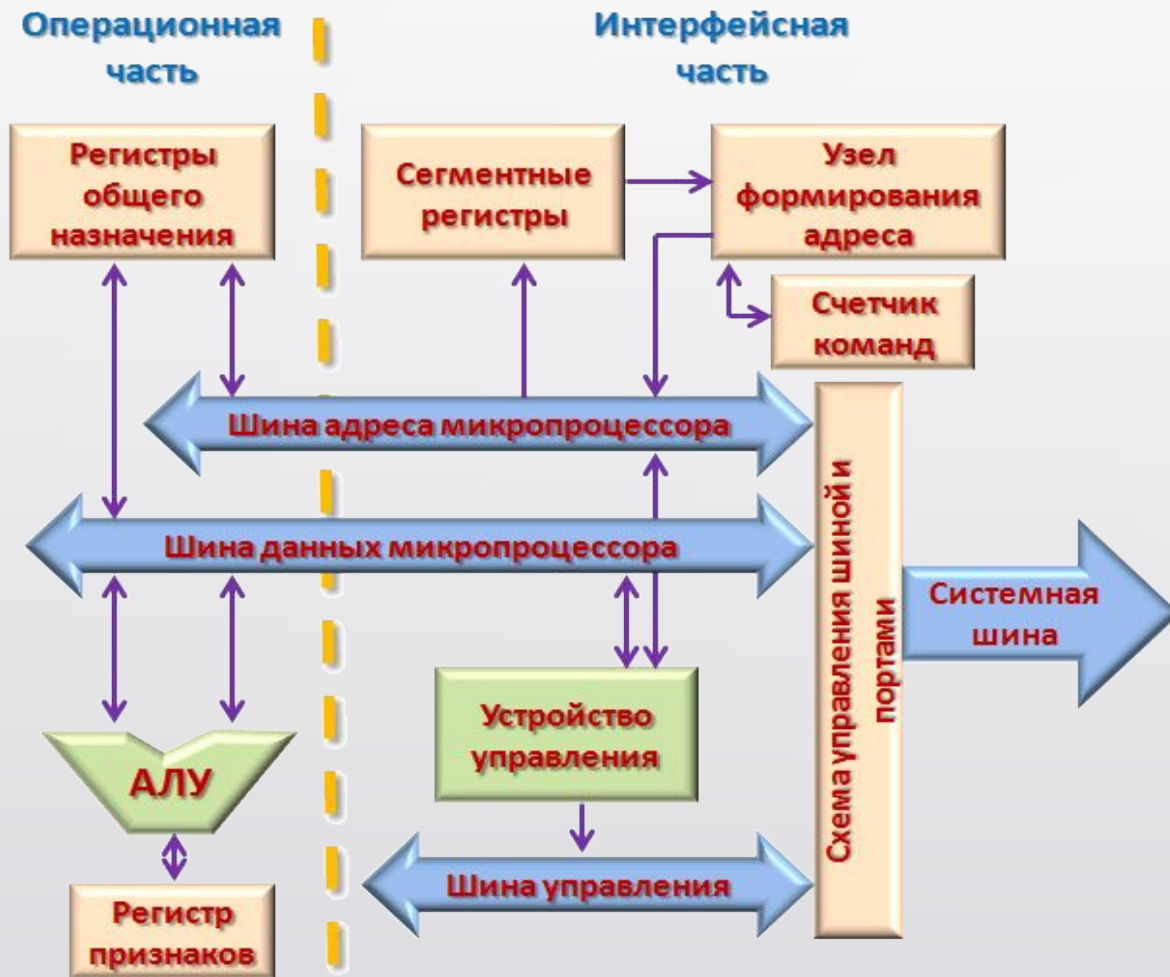 Операционная
часть
Интерфейсная
часть
Регистры
общего
назначения
Сегментные
регистры
Узел
формирования
адреса
Счетчик
команд
Шина адреса микропроцессора
Шина данных микропроцессора
Схема управления шиной и
портами
Системная
шина
Устройство
управления
АЛУ
Шина управления
Регистр
признаков